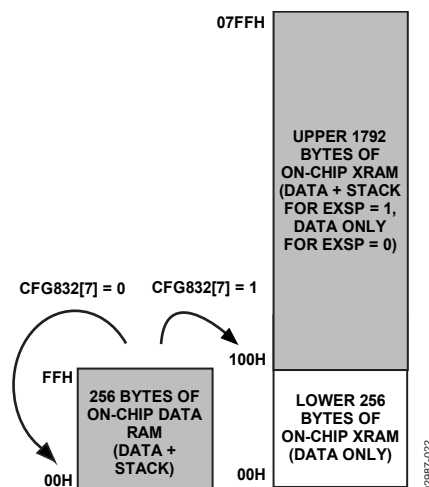 07FFH
UPPER 1792
BYTES OF
ON-CHIP XRAM
(DATA + STACK
FOR EXSP = 1,
DATA ONLY
FOR EXSP = 0)
CFG832[7] = 0
CFG832[7] = 1
100H
FFH
256 BYTES OF
ON-CHIP DATA
RAM
(DATA +
STACK)
00H
LOWER 256
BYTES OF
ON-CHIP XRAM
(DATA ONLY)
00H
02987-022